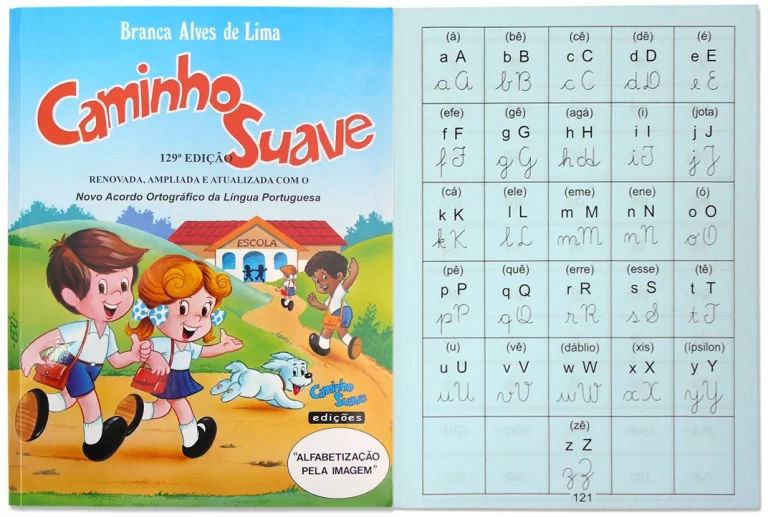 Branca Alves de Lima
Caminho
Suave
129ª EDIÇÃO
RENOVADA, AMPLIADA E ATUALIZADA COM O
Novo Acordo Ortográfico da Língua Portuguesa
ESCOLA
Caminho
Suave
edições
"ALFABETIZAÇÃO
PELA IMAGEM"
(á) (bê) (cê) (dê) (é)
a A b B c C d D e E
a A b B c C d D e E
(efe) (gê) (agá) (i) (jota)
f F g G h H i I j J
f F g G h H i I j J
(cá) (ele) (eme) (ene) (ó)
k K l L m M n N o O
k K l L m M n N o O
(pê) (quê) (erre) (esse) (tê)
p P q Q r R s S t T
p P q Q r R s S t T
(u) (vê) (dáblio) (xis) (ípsilon)
u U v V w W x X y Y
u U v V w W x X y Y
(zê)
z Z
z Z
121